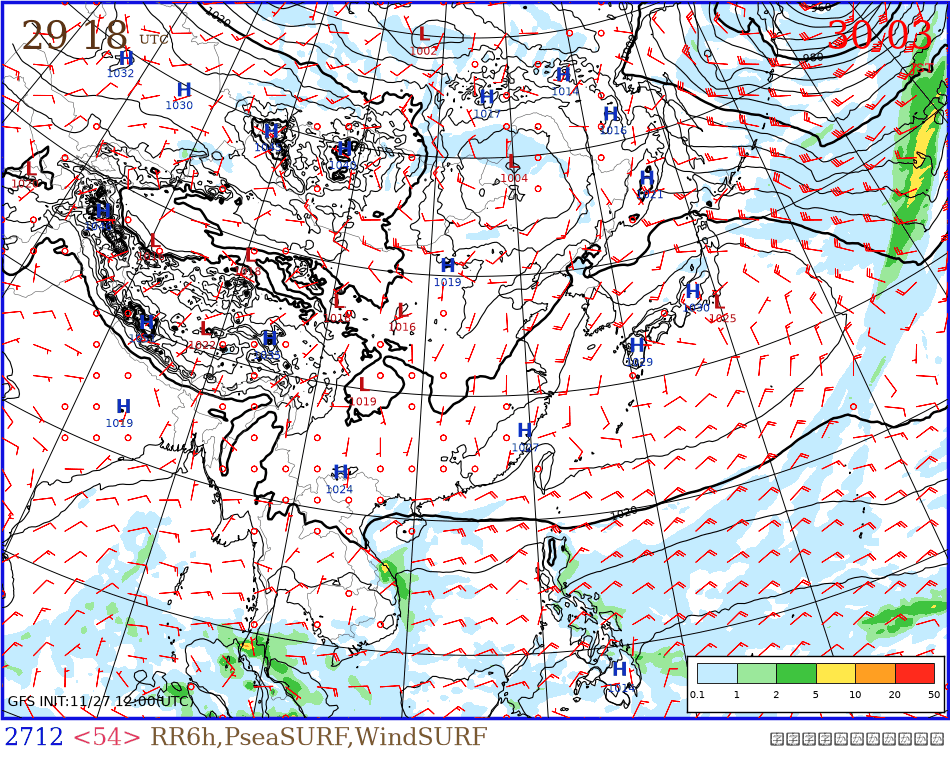 29 18 UTC
30.03
H 1032
H 1030
L 1002
H 1017
H 1014
H 1016
L 1004
H 1019
L 1016
L 1019
L 1022
H 1019
H 1024
H 1007
H 1029
H 1030
L 1025
1020
0.1 1 2 5 10 20 50
GFS INIT:11/27 12:00(UTC)
2712 <54> RR6h,PseaSURF,WindSURF